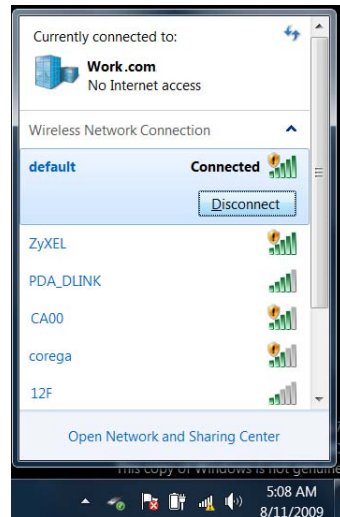 Currently connected to:
Work.com
No Internet access
Wireless Network Connection
default Connected
Disconnect
ZyXEL
PDA_DLINK
CA00
corega
12F
Open Network and Sharing Center
This copy of Windows is not genuine
5:08 AM
8/11/2009